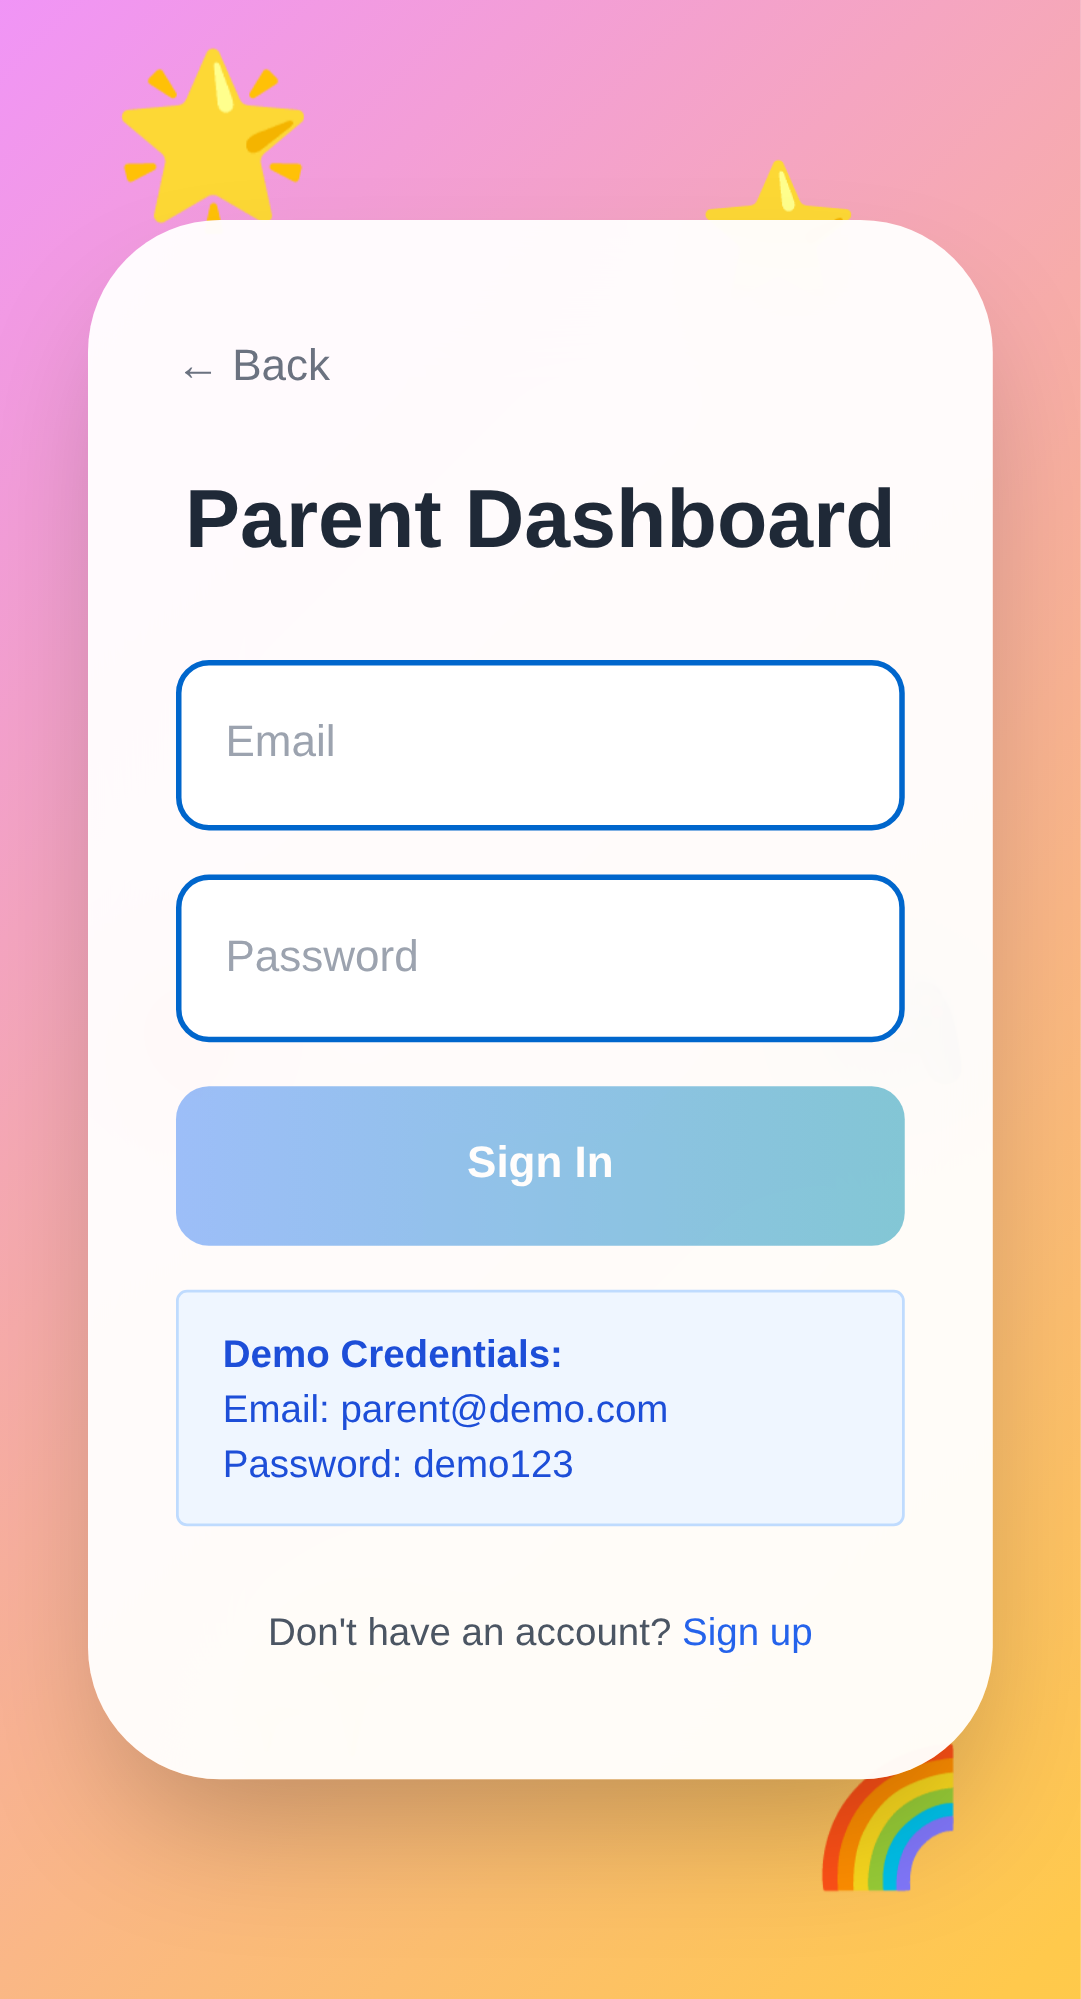 ← Back
Parent Dashboard
Email
Password
Sign In
Demo Credentials:
Email: parent@demo.com
Password: demo123
Don't have an account? Sign up